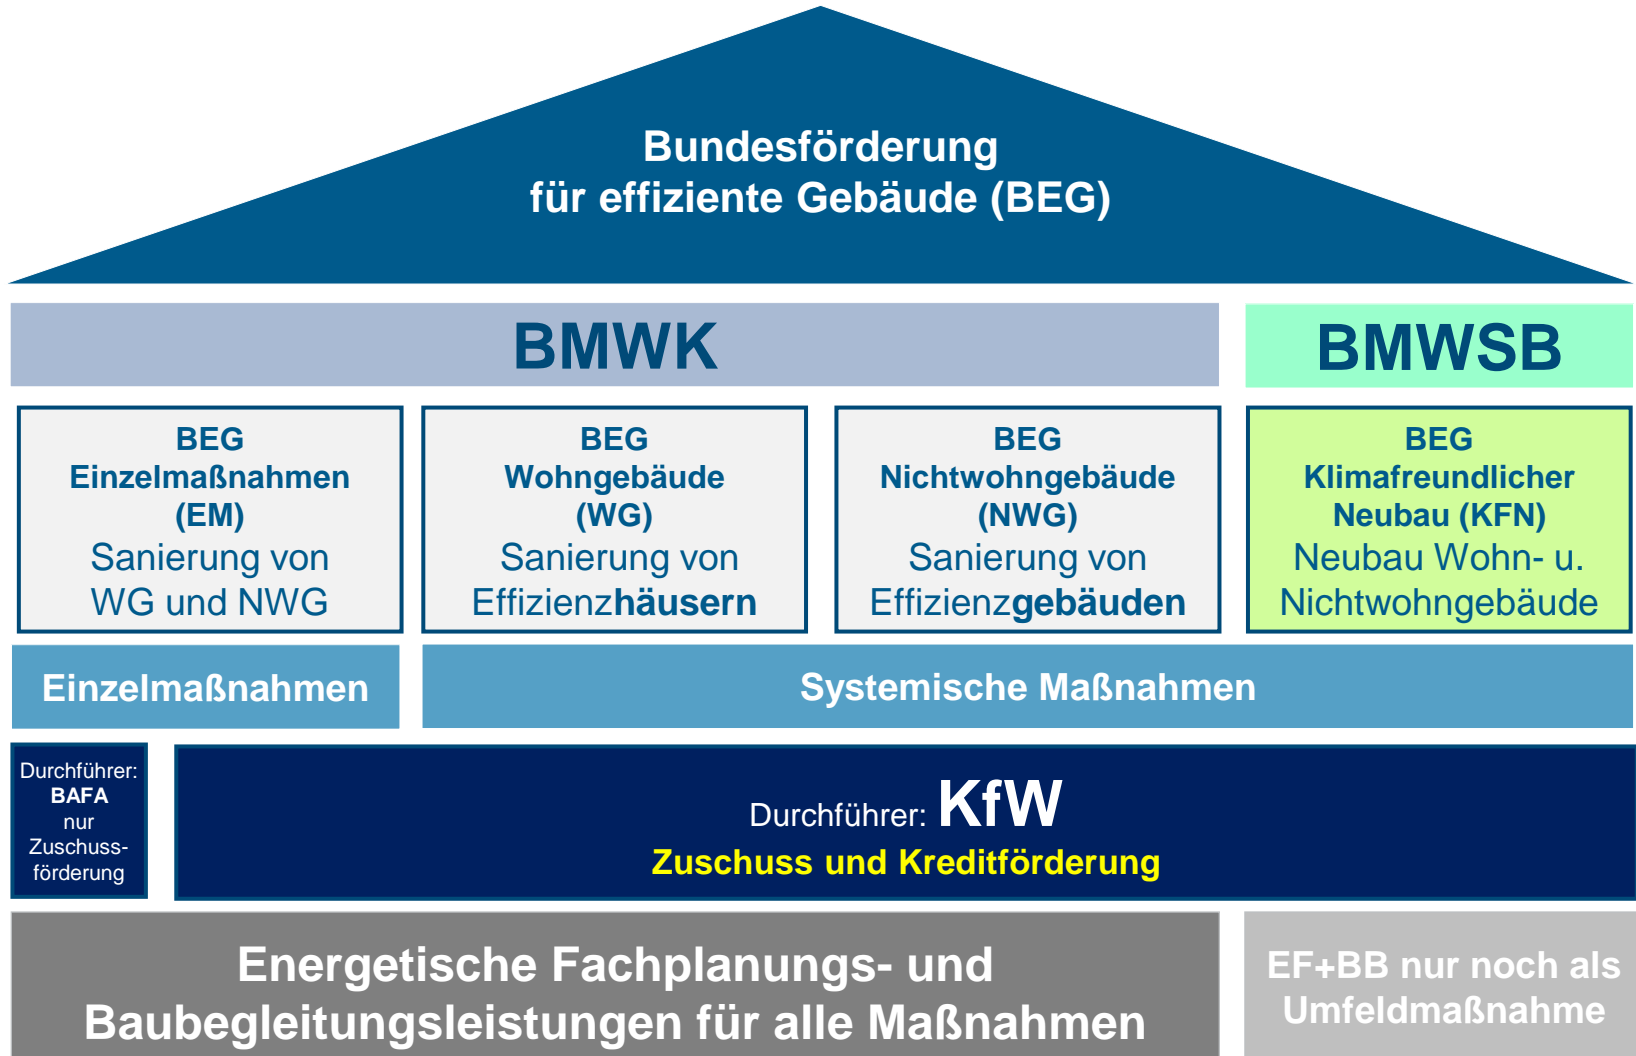 Bundesförderung
für effiziente Gebäude (BEG)
BMWK
BMWSB
BEG
Einzelmaßnahmen
(EM)
Sanierung von
WG und NWG
BEG
Wohngebäude
(WG)
Sanierung von
Effizienzhäusern
BEG
Nichtwohngebäude
(NWG)
Sanierung von
Effizienzgebäuden
BEG
Klimafreundlicher
Neubau (KFN)
Neubau Wohn- u.
Nichtwohngebäude
Einzelmaßnahmen
Systemische Maßnahmen
Durchführer:
BAFA
nur
Zuschuss-
förderung
Durchführer: KfW
Zuschuss und Kreditförderung
Energetische Fachplanungs- und
Baubegleitungsleistungen für alle Maßnahmen
EF+BB nur noch als
Umfeldmaßnahme